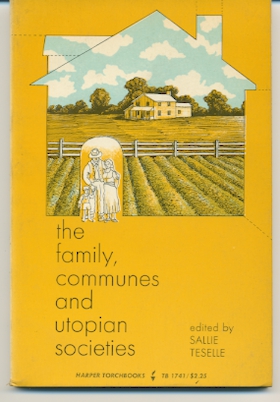 the
family,
communes
and
utopian
societies
edited by
SALLIE
TESELLE
HARPER TORCHBOOKS TB 1741/$2.25